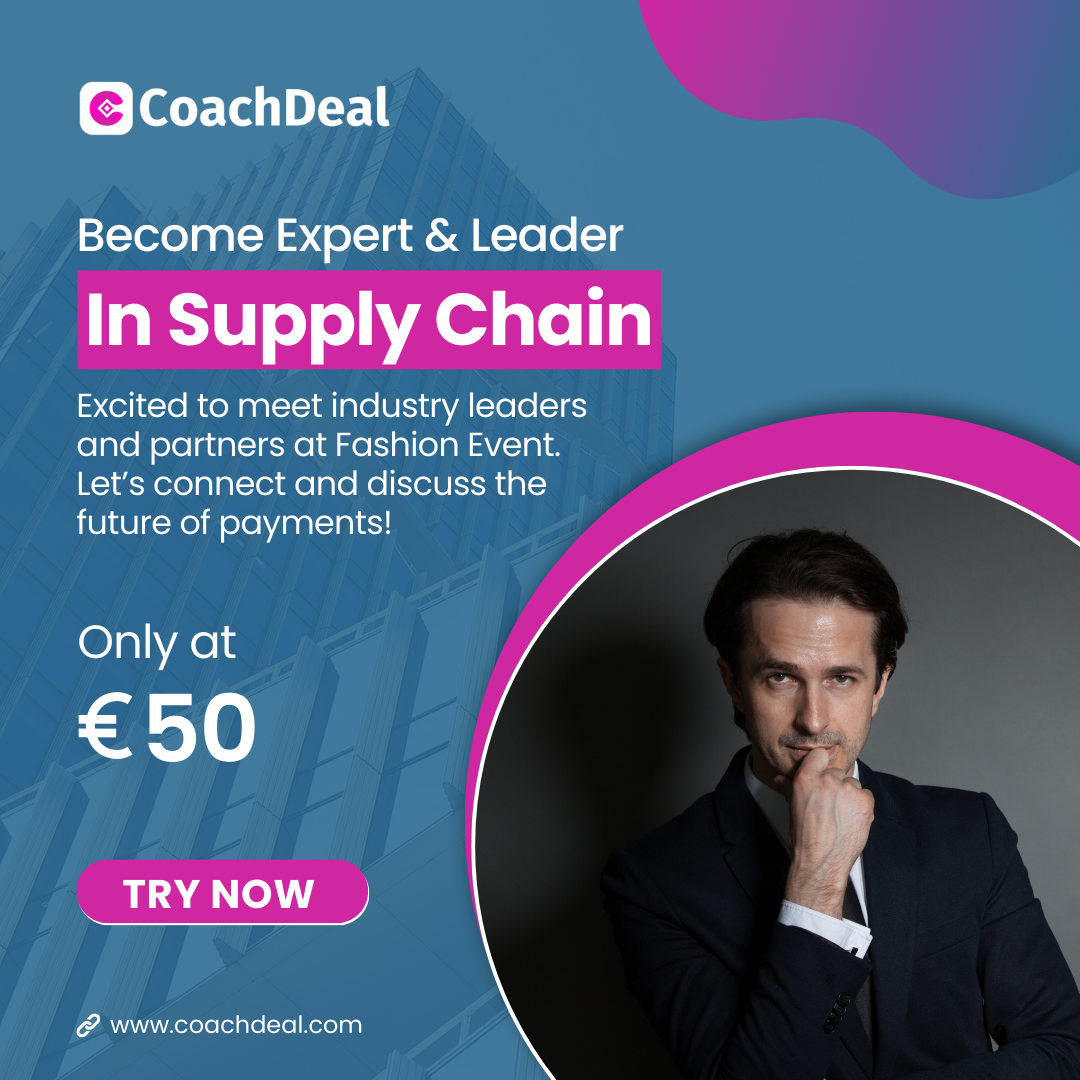 CoachDeal
Become Expert & Leader
In Supply Chain
Excited to meet industry leaders
and partners at Fashion Event.
Let’s connect and discuss the
future of payments!
Only at
€50
TRY NOW
www.coachdeal.com